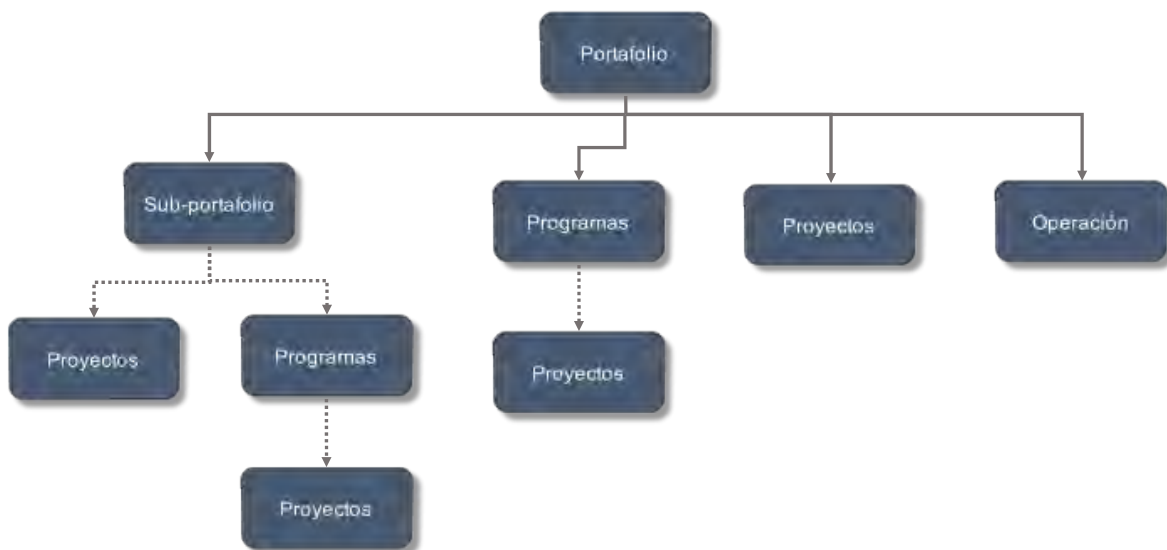 Portafolio
Sub-portafolio
Programas
Proyectos
Operación
Proyectos
Programas
Proyectos
Proyectos